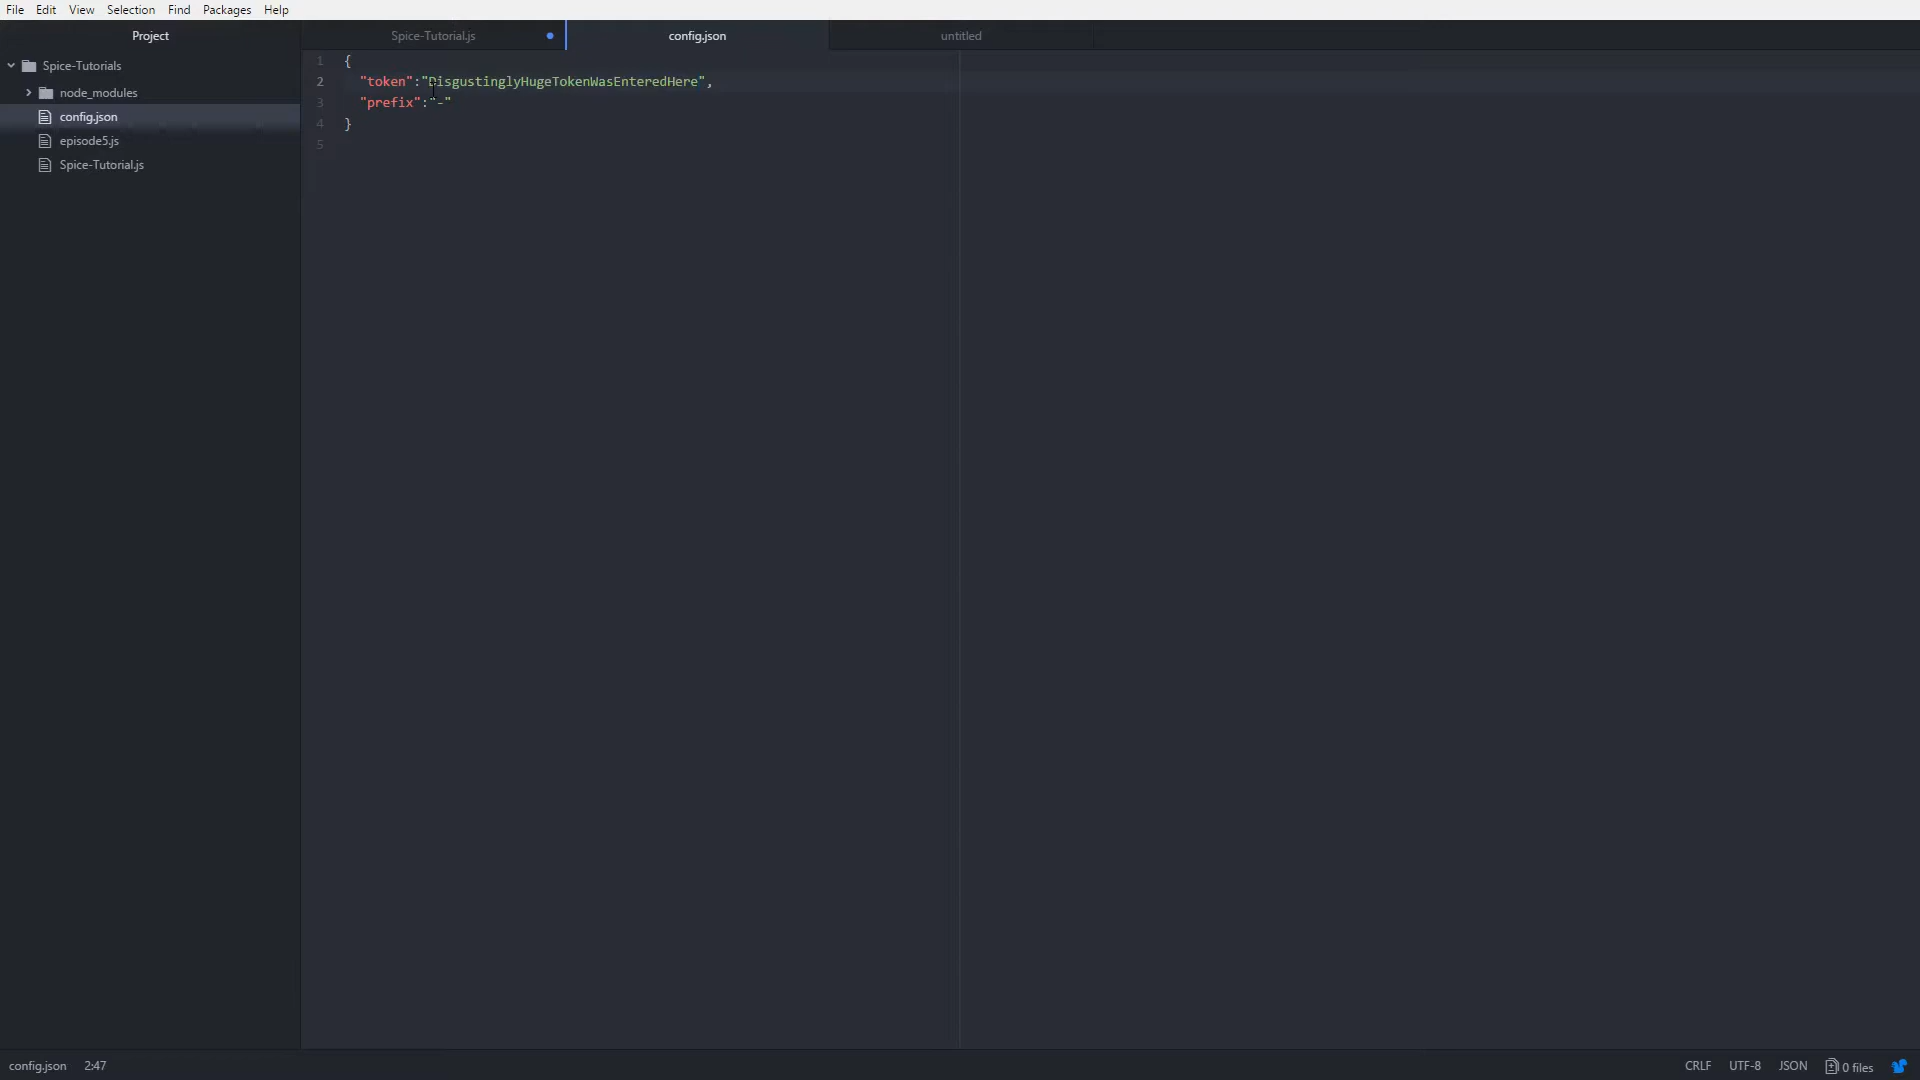 File Edit View Selection Find Packages Help
Project
Spice-Tutorial.js
config.json
untitled
Spice-Tutorials
node_modules
config.json
episode5.js
Spice-Tutorial.js
1 {
2 "token":"DisgustinglyHugeTokenWasEnteredHere",
3 "prefix":"-"
4 }
5
config.json 2:47
CRLF UTF-8 JSON 0 files